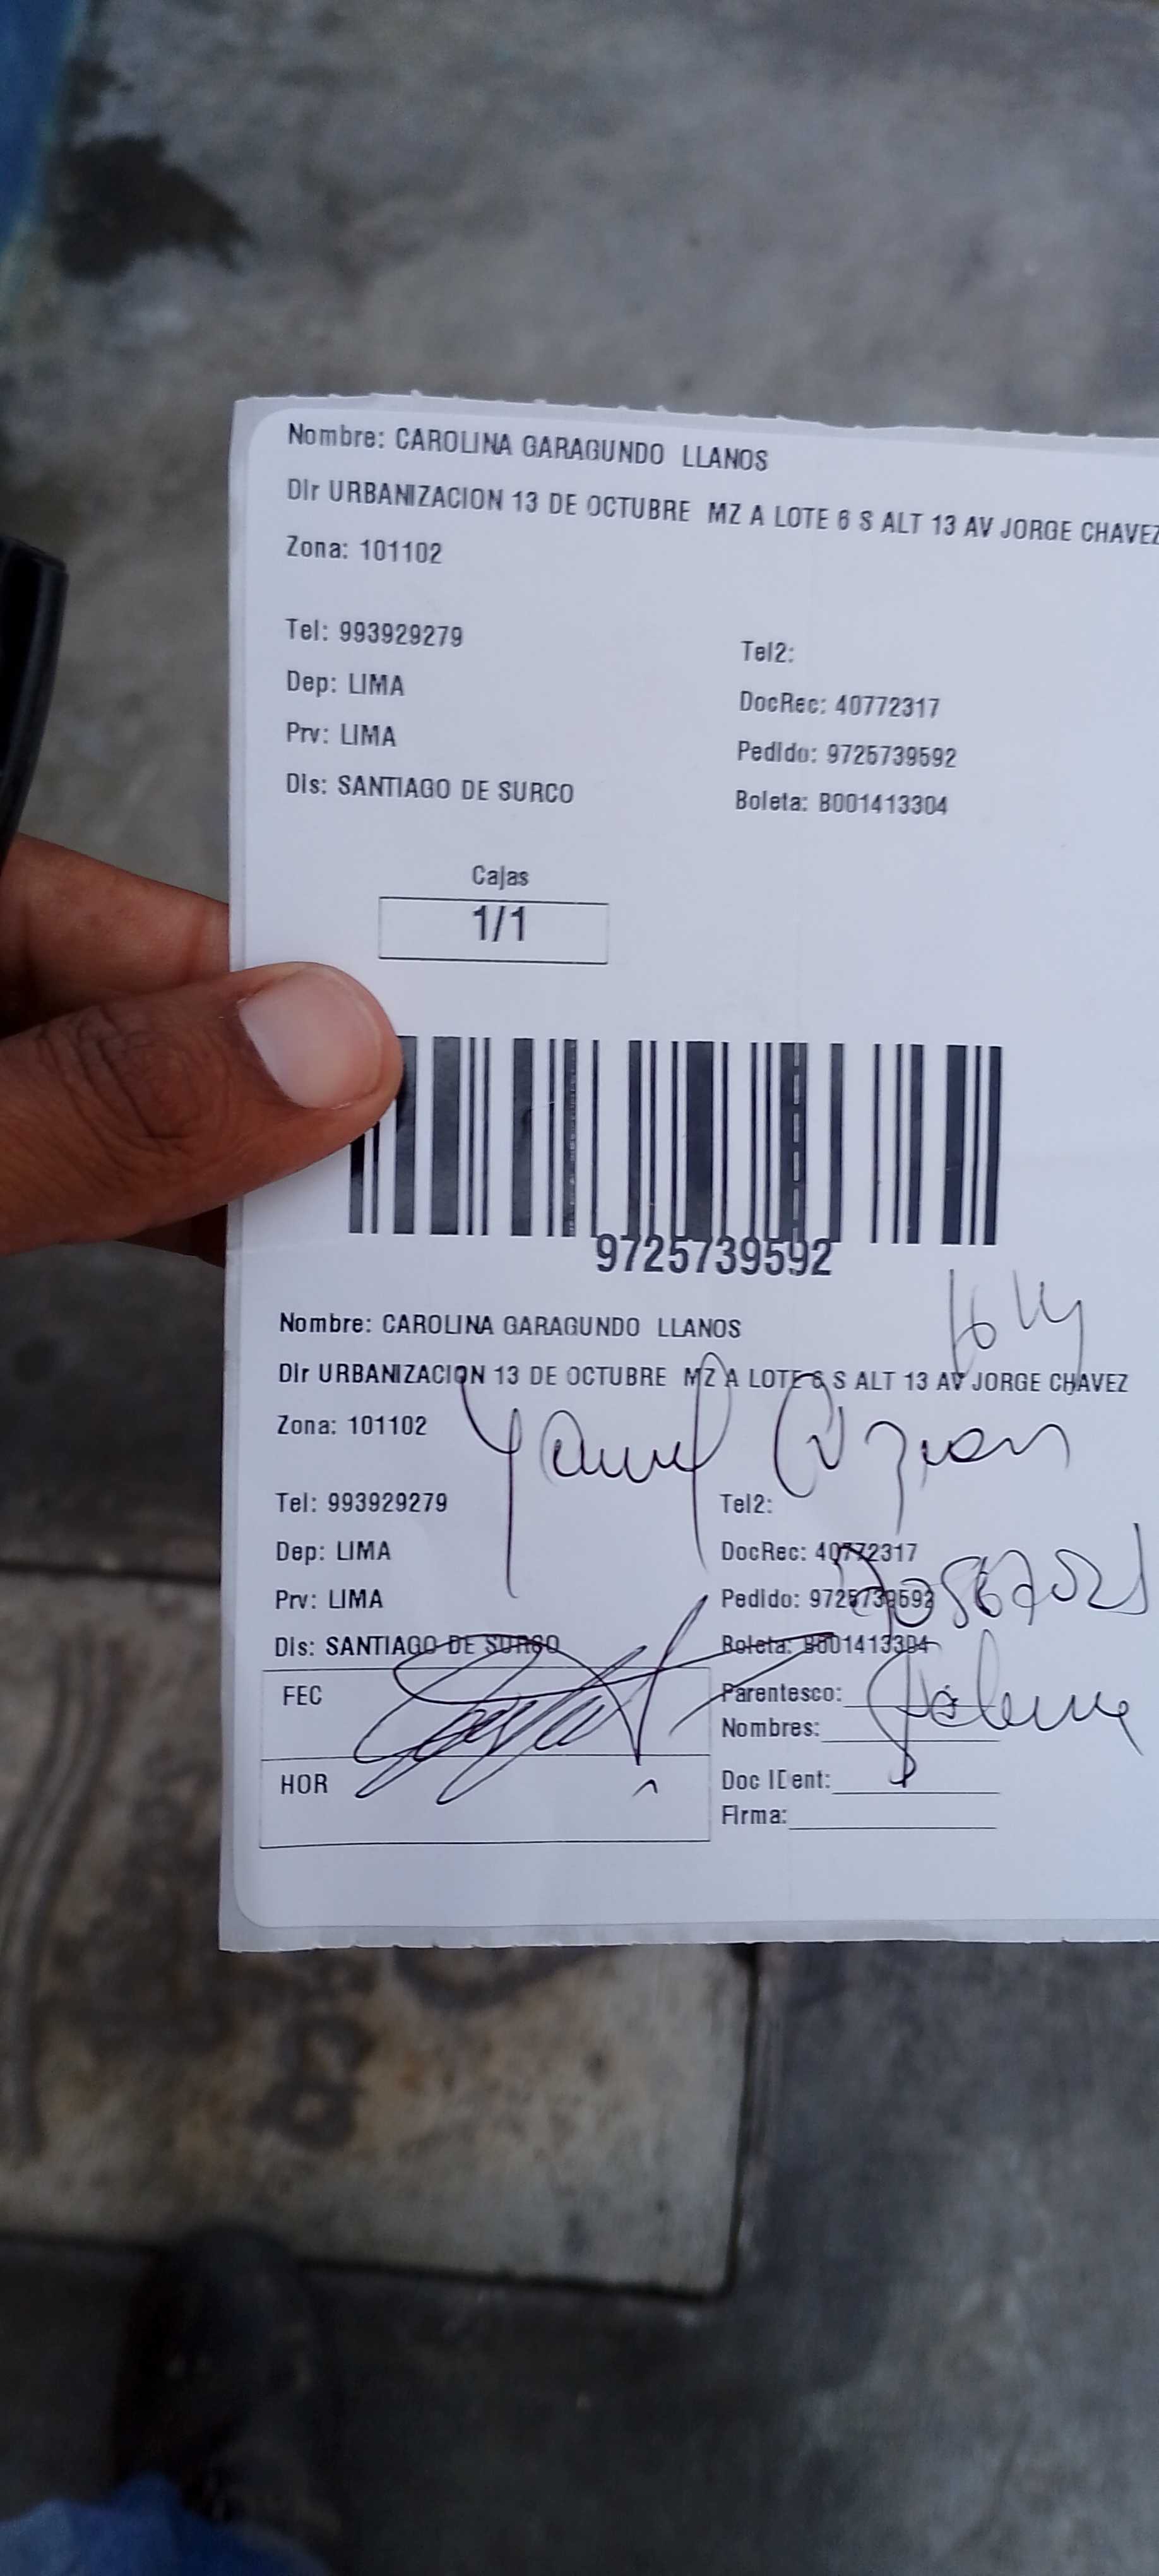 Nombre: CAROLINA GARAGUNDO LLANOS
Dir URBANIZACION 13 DE OCTUBRE MZ A LOTE 6 S ALT 13 AV JORGE CHAVEZ
Zona: 101102
Tel: 993929279 Tel2:
Dep: LIMA DocRec: 40772317
Prv: LIMA Pedido: 9725739592
Dis: SANTIAGO DE SURCO Boleta: B001413304
Cajas
1/1
9725739592
Nombre: CAROLINA GARAGUNDO LLANOS
Dir URBANIZACION 13 DE OCTUBRE MZ A LOTE 6 S ALT 13 AV JORGE CHAVEZ
Zona: 101102
Tel: 993929279 Tel2:
Dep: LIMA DocRec: 40772317
Prv: LIMA Pedido: 9725739592
Dis: SANTIAGO DE SURCO Boleta: B001413304
FEC Parentesco:
Nombres:
HOR Doc IDent:
Firma: